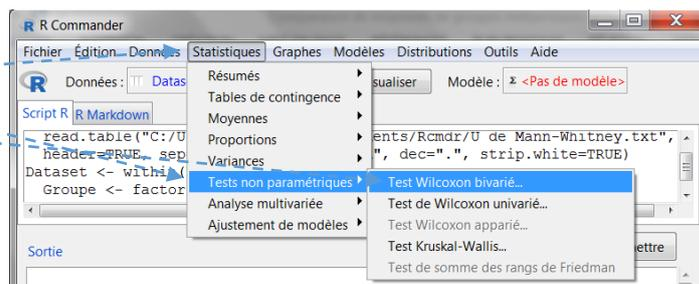 R Commander
Fichier Édition Données Statistiques Graphes Modèles Distributions Outils Aide
Données : Datas sualiser Modèle : Σ <Pas de modèle>
Script R R Markdown
Résumés
Tables de contingence
Moyennes
Proportions
Variances
Tests non paramétriques
Analyse multivariée
Ajustement de modèles
Test Wilcoxon bivarié...
Test de Wilcoxon univarié...
Test Wilcoxon apparié...
Test Kruskal-Wallis...
Test de somme des rangs de Friedman
read.table("C:/U ents/Rcmdr/U de Mann-Whitney.txt",
header=TRUE, sep ", dec=".", strip.white=TRUE)
Dataset <- within(
Groupe <- factor
Sortie ettre